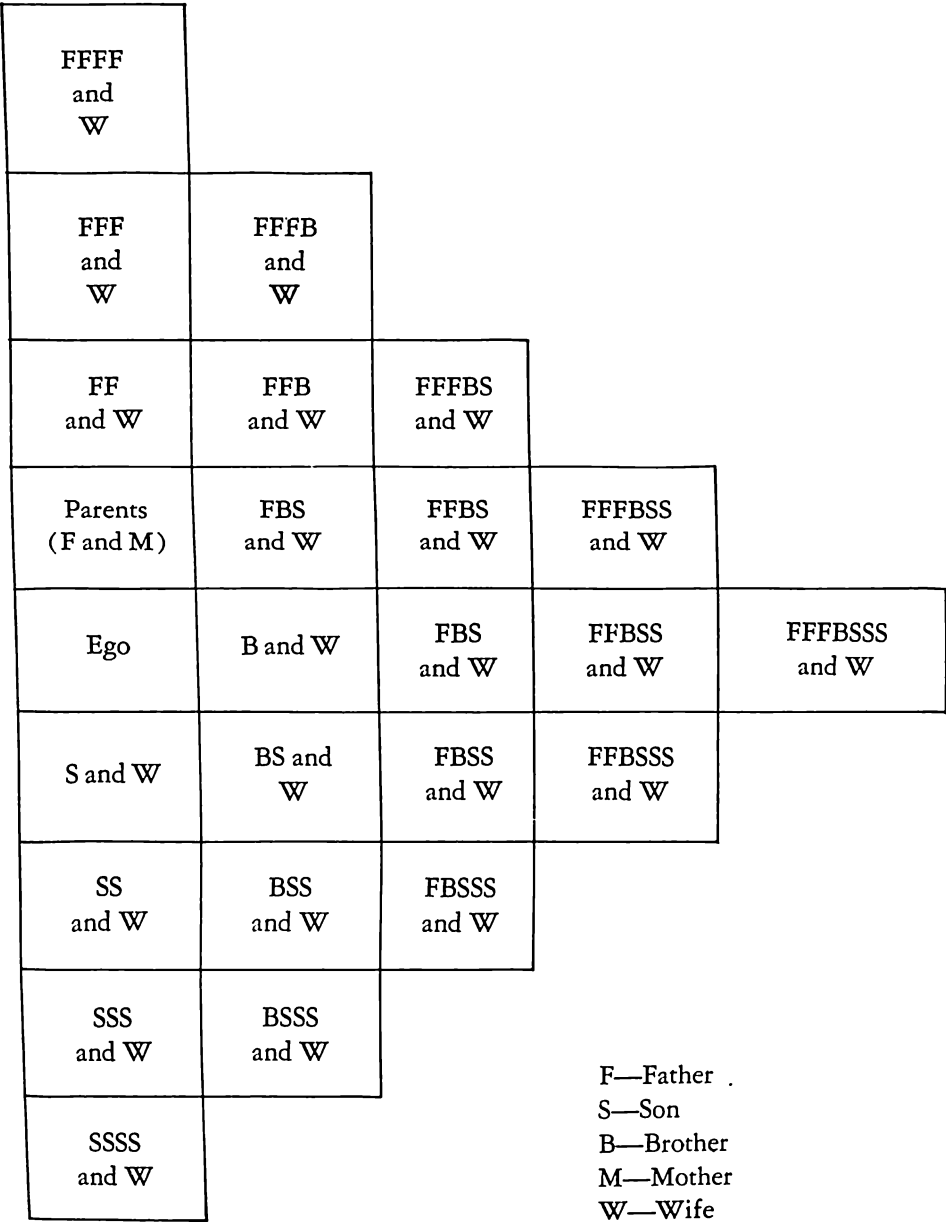 FFFF
and
W
FFF
and
W
FFFB
and
W
FF
and W
FFB
and W
FFFBS
and W
Parents
(F and M)
FBS
and W
FFBS
and W
FFFBSS
and W
Ego
B and W
FBS
and W
FFBSS
and W
FFFBSSS
and W
S and W
BS and
W
FBSS
and W
FFBSSS
and W
SS
and W
BSS
and W
FBSSS
and W
SSS
and W
BSSS
and W
SSSS
and W
F—Father
S—Son
B—Brother
M—Mother
W—Wife